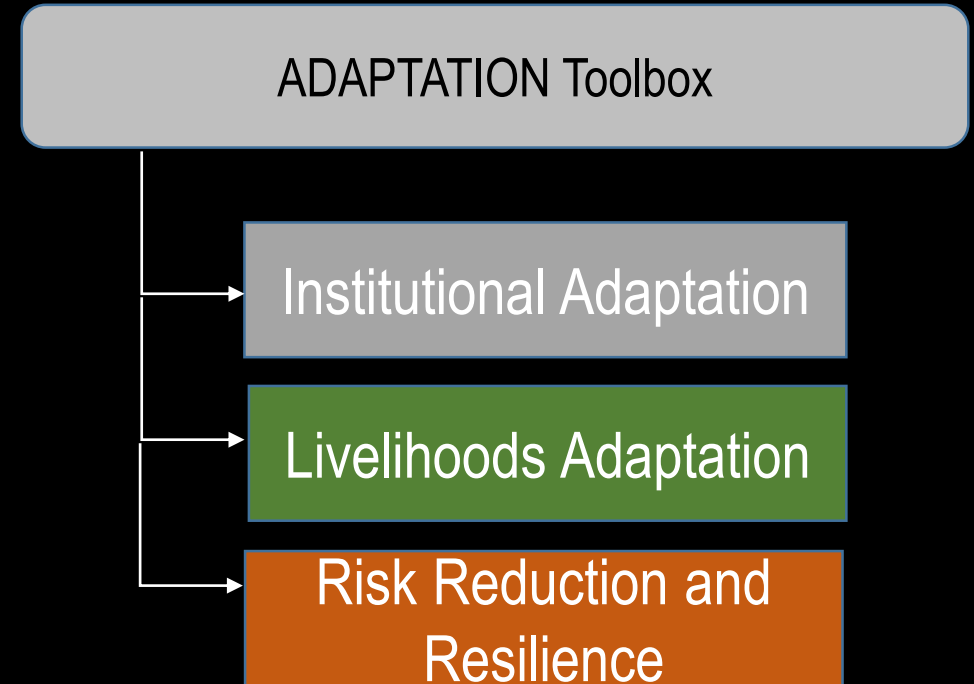 ADAPTATION Toolbox
Institutional Adaptation
Livelihoods Adaptation
Risk Reduction and
Resilience